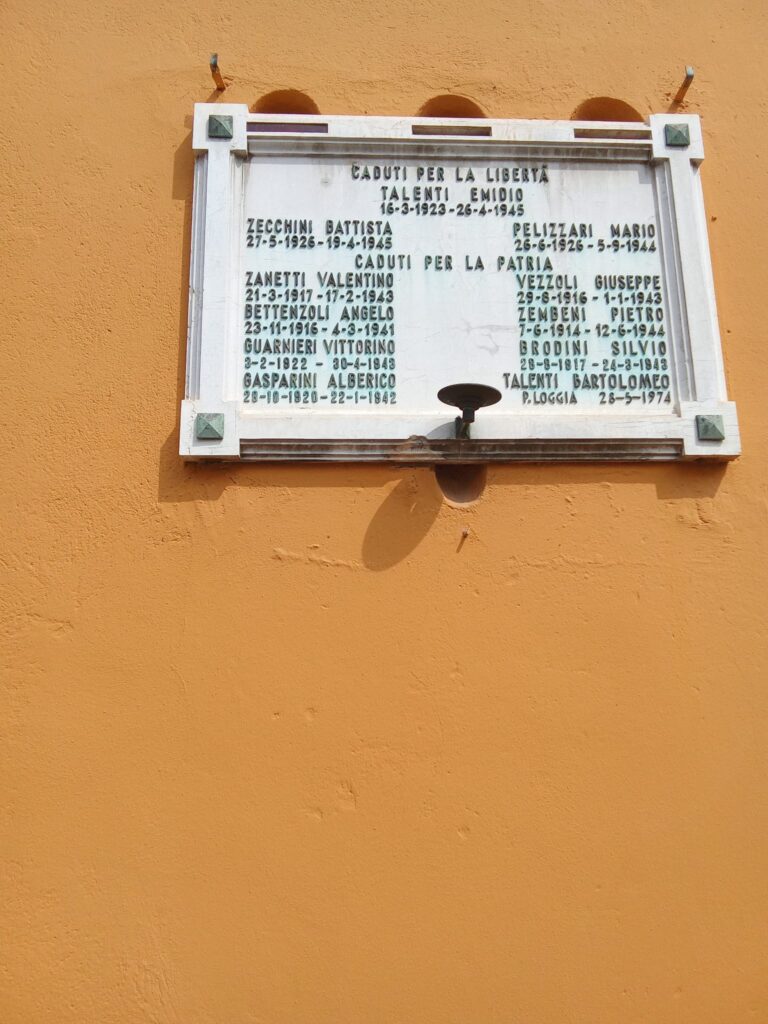 CADUTI PER LA LIBERTÀ
TALENTI EMIDIO
16-3-1923-26-4-1945
ZECCHINI BATTISTA PELIZZARI MARIO
27-5-1926-19-4-1945 26-6-1926-5-9-1944
CADUTI PER LA PATRIA
ZANETTI VALENTINO VEZZOLI GIUSEPPE
21-3-1917-17-2-1943 29-8-1916-1-1-1943
BETTENZOLI ANGELO ZEMBENI PIETRO
23-11-1916-4-3-1941 7-6-1914-12-6-1944
GUARNIERI VITTORINO BRODINI SILVIO
3-2-1922-30-4-1943 28-9-1917-24-3-1943
GASPARINI ALBERICO TALENTI BARTOLOMEO
28-10-1920-22-1-1942 P.LOGGIA 28-5-1974